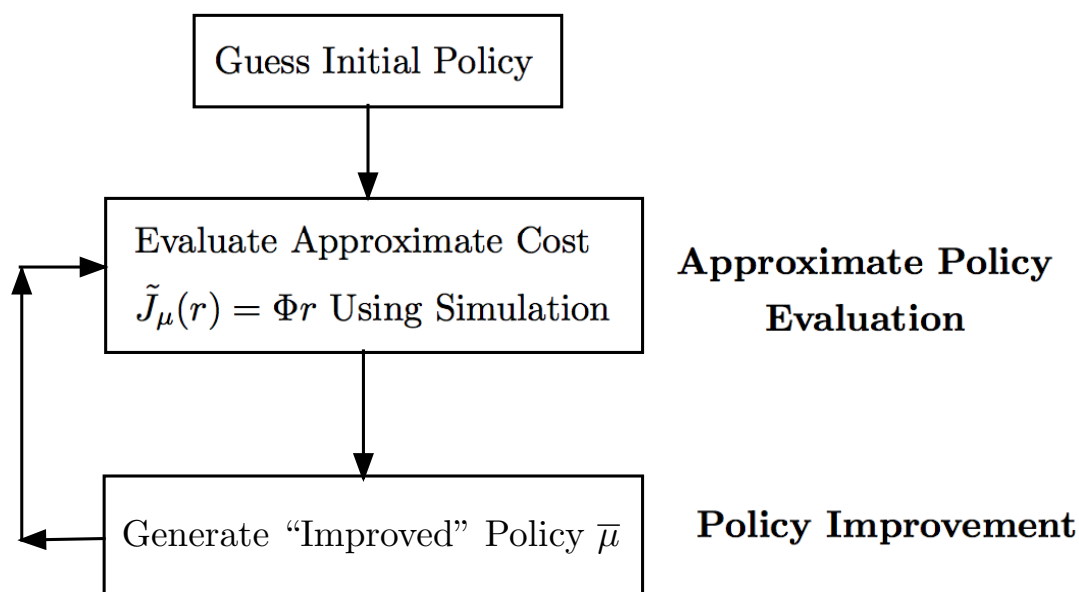 Guess Initial Policy
Evaluate Approximate Cost
J̃μ(r) = Φr Using Simulation
Approximate Policy
Evaluation
Generate “Improved” Policy μ̅
Policy Improvement